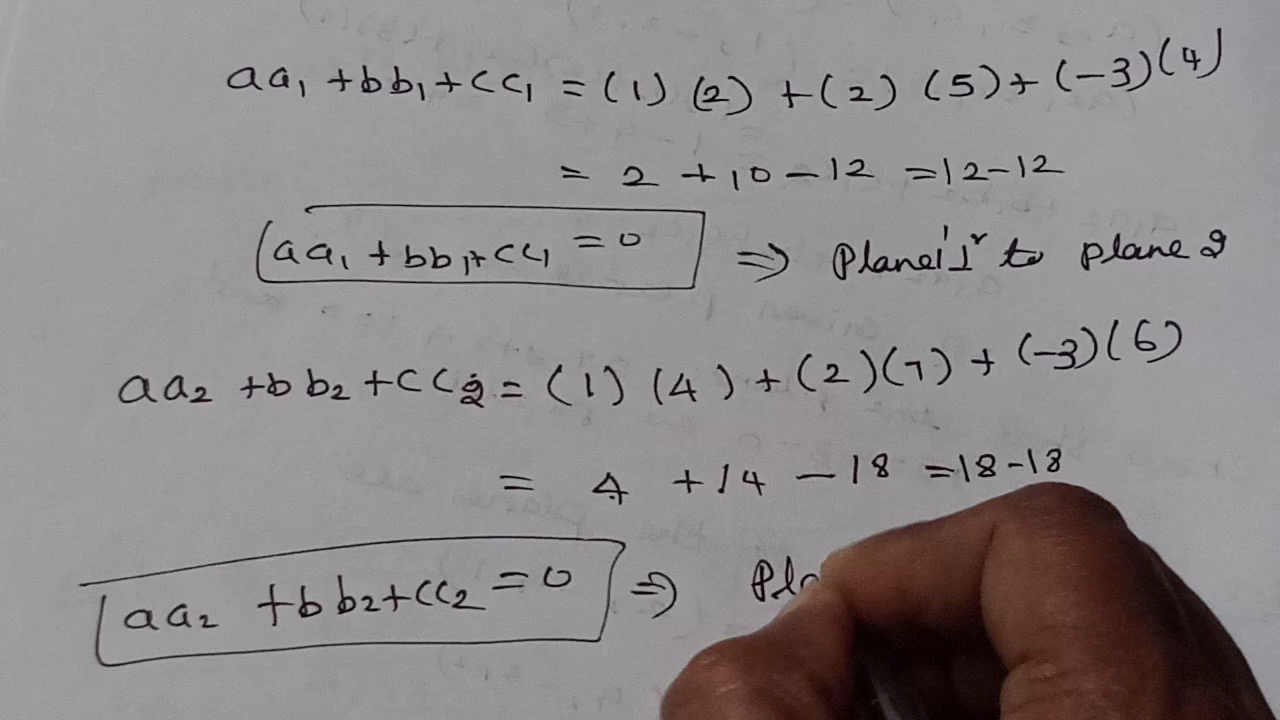 aa₁ + bb₁ + cc₁ = (1) (2) + (2) (5) + (-3) (4)
= 2 + 10 - 12 = 12 - 12
aa₁ + bb₁ + cc₁ = 0 ⇒ plane 1 ⊥ʳ to plane 2
aa₂ + bb₂ + cc₂ = (1) (4) + (2) (7) + (-3) (6)
= 4 + 14 - 18 = 18 - 18
aa₂ + bb₂ + cc₂ = 0 ⇒ Pla